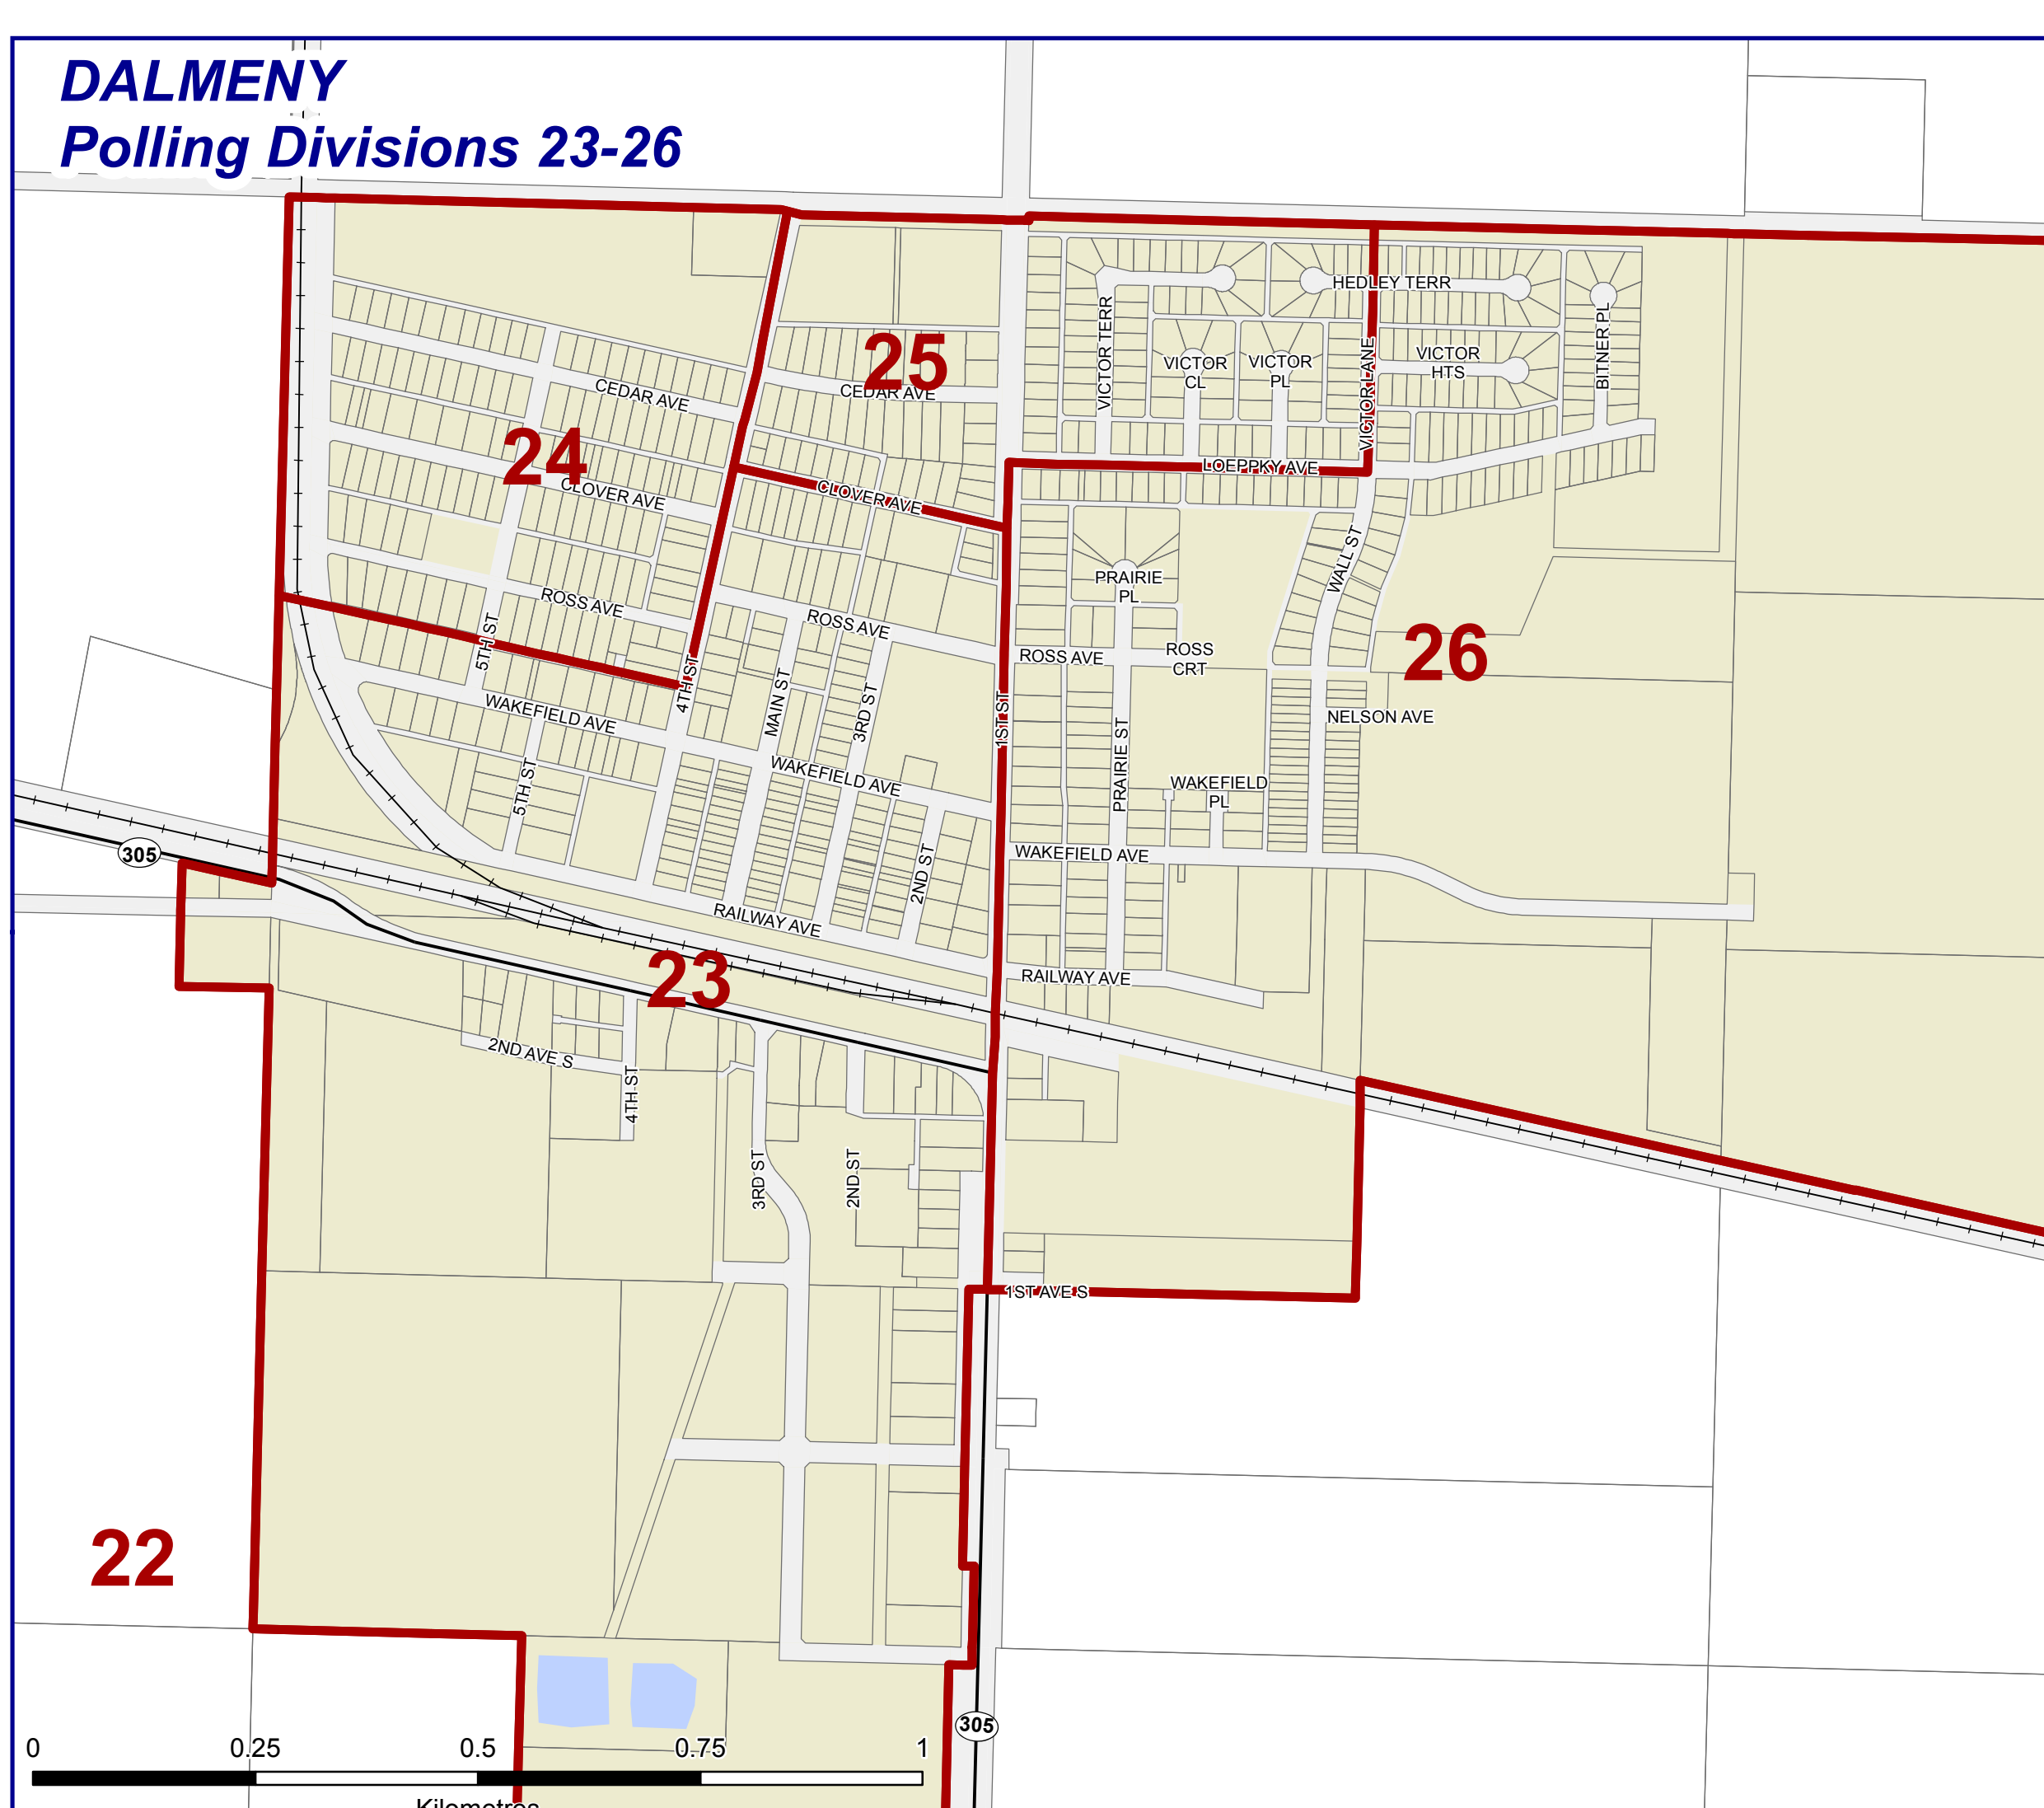 DALMENY
Polling Divisions 23-26
HEDLEY TERR
BITNER PL
VICTOR TERR
25
VICTOR
CL
VICTOR
PL
VICTOR LANE
VICTOR
HTS
CEDAR AVE
CEDAR AVE
24
LOEPPKY AVE
CLOVER AVE
CLOVER AVE
WALL ST
PRAIRIE
PL
ROSS AVE
ROSS AVE
5TH ST
26
ROSS AVE
ROSS
CRT
4TH ST
MAIN ST
3RD ST
1ST ST
WAKEFIELD AVE
NELSON AVE
PRAIRIE ST
WAKEFIELD AVE
5TH ST
WAKEFIELD
PL
305
WAKEFIELD AVE
2ND ST
RAILWAY AVE
23
RAILWAY AVE
2ND AVE S
4TH ST
3RD ST
2ND ST
1ST AVE S
22
305
0 0.25 0.5 0.75 1
Kilometres